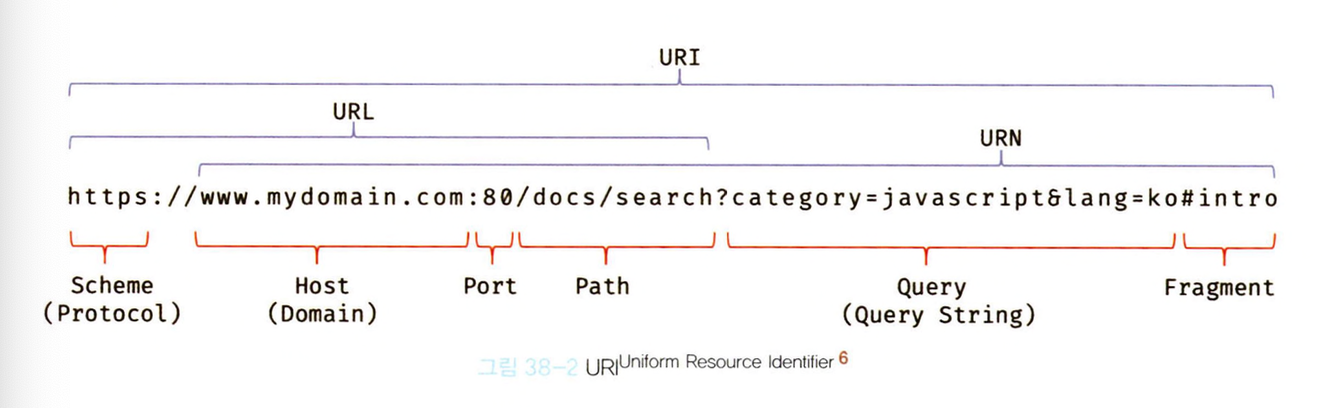 URI
URL
URN
https://www.mydomain.com:80/docs/search?category=javascript&lang=ko#intro
Scheme
(Protocol)
Host
(Domain)
Port
Path
Query
(Query String)
Fragment
그림 38-2 URI Uniform Resource Identifier 6